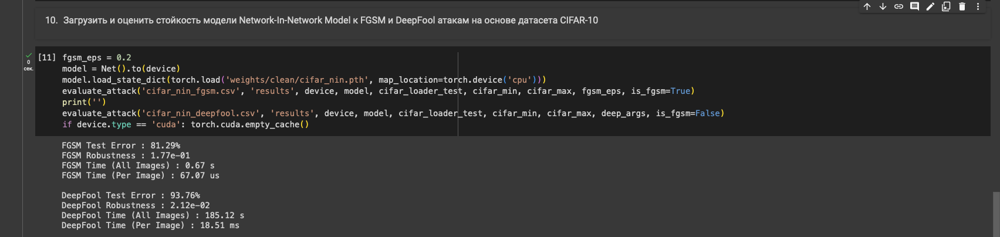 10. Загрузить и оценить стойкость модели Network-In-Network Model к FGSM и DeepFool атакам на основе датасета CIFAR-10
[11] fgsm_eps = 0.2
0
сек.
model = Net().to(device)
model.load_state_dict(torch.load('weights/clean/cifar_nin.pth', map_location=torch.device('cpu')))
evaluate_attack('cifar_nin_fgsm.csv', 'results', device, model, cifar_loader_test, cifar_min, cifar_max, fgsm_eps, is_fgsm=True)
print('')
evaluate_attack('cifar_nin_deepfool.csv', 'results', device, model, cifar_loader_test, cifar_min, cifar_max, deep_args, is_fgsm=False)
if device.type == 'cuda': torch.cuda.empty_cache()
FGSM Test Error : 81.29%
FGSM Robustness : 1.77e-01
FGSM Time (All Images) : 0.67 s
FGSM Time (Per Image) : 67.07 us
DeepFool Test Error : 93.76%
DeepFool Robustness : 2.12e-02
DeepFool Time (All Images) : 185.12 s
DeepFool Time (Per Image) : 18.51 ms